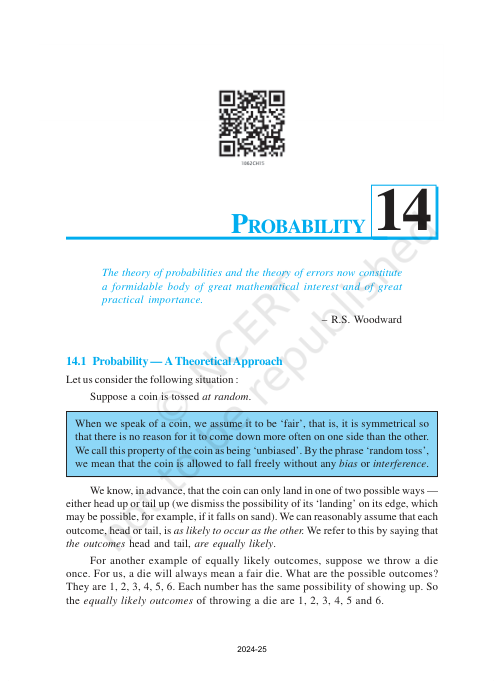 1062CH15
PROBABILITY 14
The theory of probabilities and the theory of errors now constitute
a formidable body of great mathematical interest and of great
practical importance.
– R.S. Woodward
14.1 Probability — A Theoretical Approach
Let us consider the following situation :
Suppose a coin is tossed at random.
When we speak of a coin, we assume it to be ‘fair’, that is, it is symmetrical so
that there is no reason for it to come down more often on one side than the other.
We call this property of the coin as being ‘unbiased’. By the phrase ‘random toss’,
we mean that the coin is allowed to fall freely without any bias or interference.
We know, in advance, that the coin can only land in one of two possible ways —
either head up or tail up (we dismiss the possibility of its ‘landing’ on its edge, which
may be possible, for example, if it falls on sand). We can reasonably assume that each
outcome, head or tail, is as likely to occur as the other. We refer to this by saying that
the outcomes head and tail, are equally likely.
For another example of equally likely outcomes, suppose we throw a die
once. For us, a die will always mean a fair die. What are the possible outcomes?
They are 1, 2, 3, 4, 5, 6. Each number has the same possibility of showing up. So
the equally likely outcomes of throwing a die are 1, 2, 3, 4, 5 and 6.
© NCERT
not to be republished
2024-25